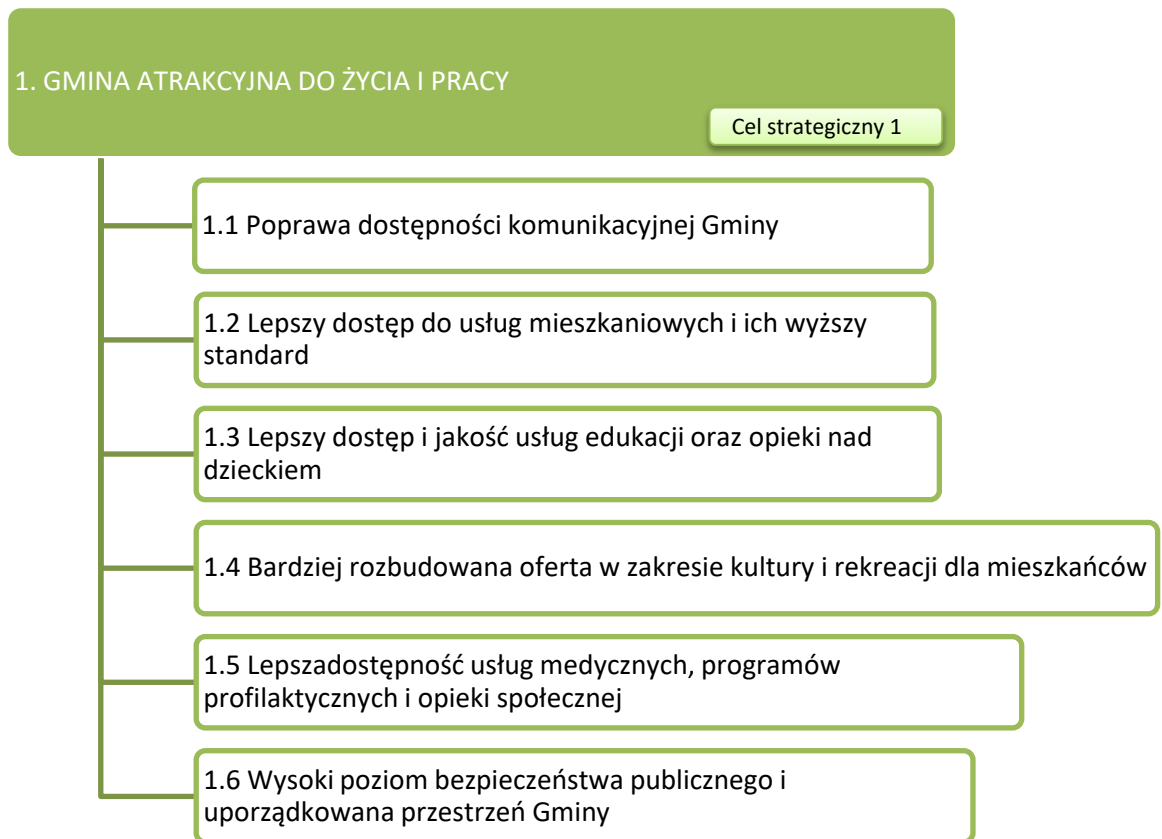 1. GMINA ATRAKCYJNA DO ŻYCIA I PRACY
Cel strategiczny 1
1.1 Poprawa dostępności komunikacyjnej Gminy
1.2 Lepszy dostęp do usług mieszkaniowych i ich wyższy
standard
1.3 Lepszy dostęp i jakość usług edukacji oraz opieki nad
dzieckiem
1.4 Bardziej rozbudowana oferta w zakresie kultury i rekreacji dla mieszkańców
1.5 Lepszadostępność usług medycznych, programów
profilaktycznych i opieki społecznej
1.6 Wysoki poziom bezpieczeństwa publicznego i
uporządkowana przestrzeń Gminy